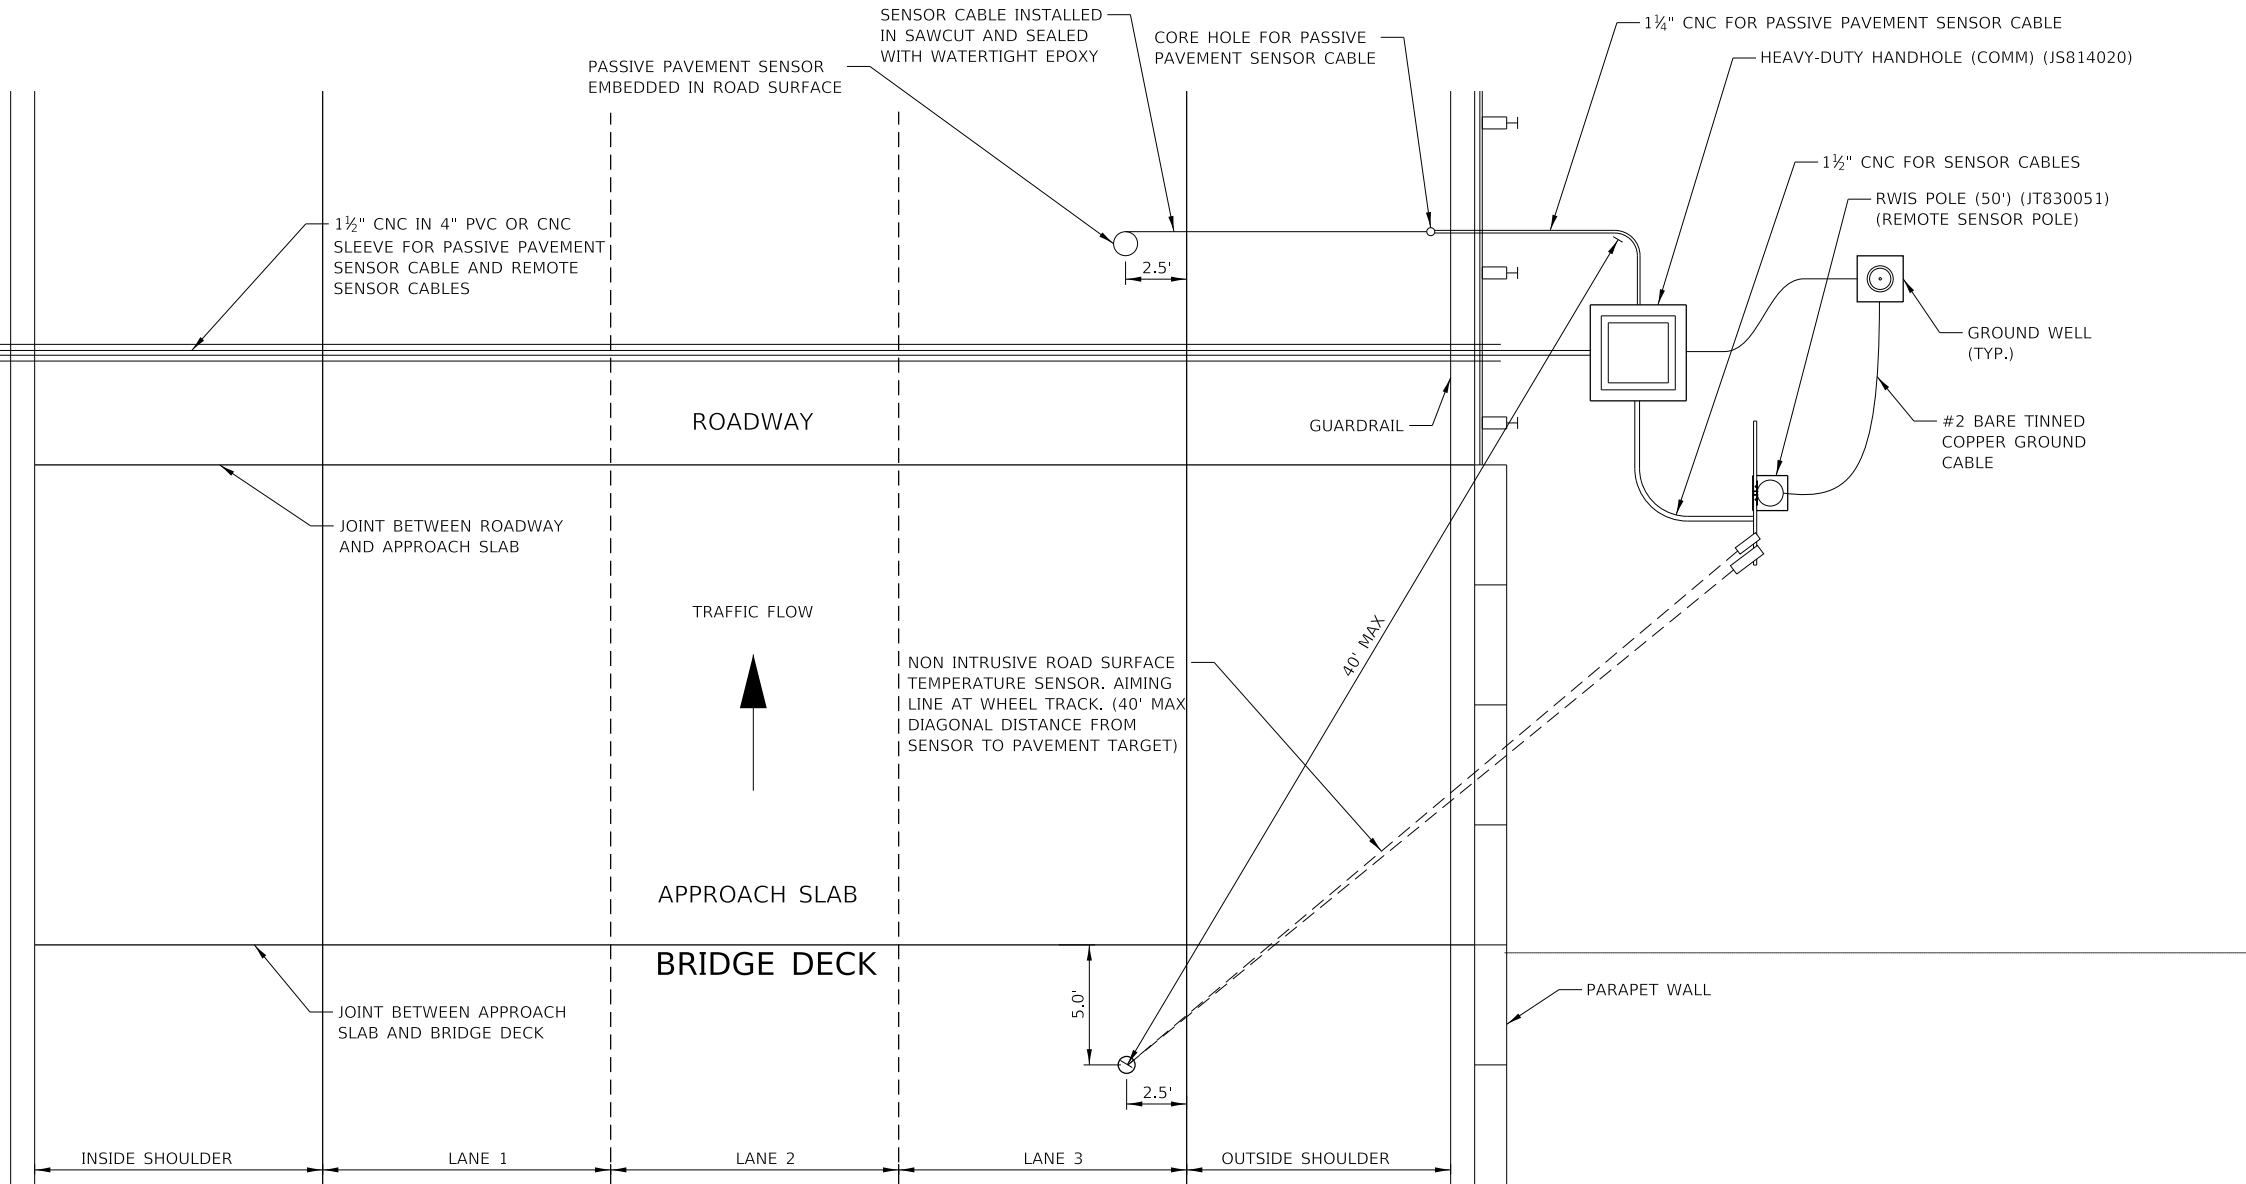 SENSOR CABLE INSTALLED
IN SAWCUT AND SEALED
WITH WATERTIGHT EPOXY
CORE HOLE FOR PASSIVE
PAVEMENT SENSOR CABLE
1¼" CNC FOR PASSIVE PAVEMENT SENSOR CABLE
HEAVY-DUTY HANDHOLE (COMM) (JS814020)
PASSIVE PAVEMENT SENSOR
EMBEDDED IN ROAD SURFACE
1½" CNC FOR SENSOR CABLES
RWIS POLE (50') (JT830051)
(REMOTE SENSOR POLE)
1½" CNC IN 4" PVC OR CNC
SLEEVE FOR PASSIVE PAVEMENT
SENSOR CABLE AND REMOTE
SENSOR CABLES
2.5'
GROUND WELL
(TYP.)
ROADWAY
GUARDRAIL
#2 BARE TINNED
COPPER GROUND
CABLE
JOINT BETWEEN ROADWAY
AND APPROACH SLAB
TRAFFIC FLOW
40' MAX
NON INTRUSIVE ROAD SURFACE
TEMPERATURE SENSOR. AIMING
LINE AT WHEEL TRACK. (40' MAX
DIAGONAL DISTANCE FROM
SENSOR TO PAVEMENT TARGET)
APPROACH SLAB
BRIDGE DECK
5.0'
PARAPET WALL
JOINT BETWEEN APPROACH
SLAB AND BRIDGE DECK
2.5'
INSIDE SHOULDER
LANE 1
LANE 2
LANE 3
OUTSIDE SHOULDER